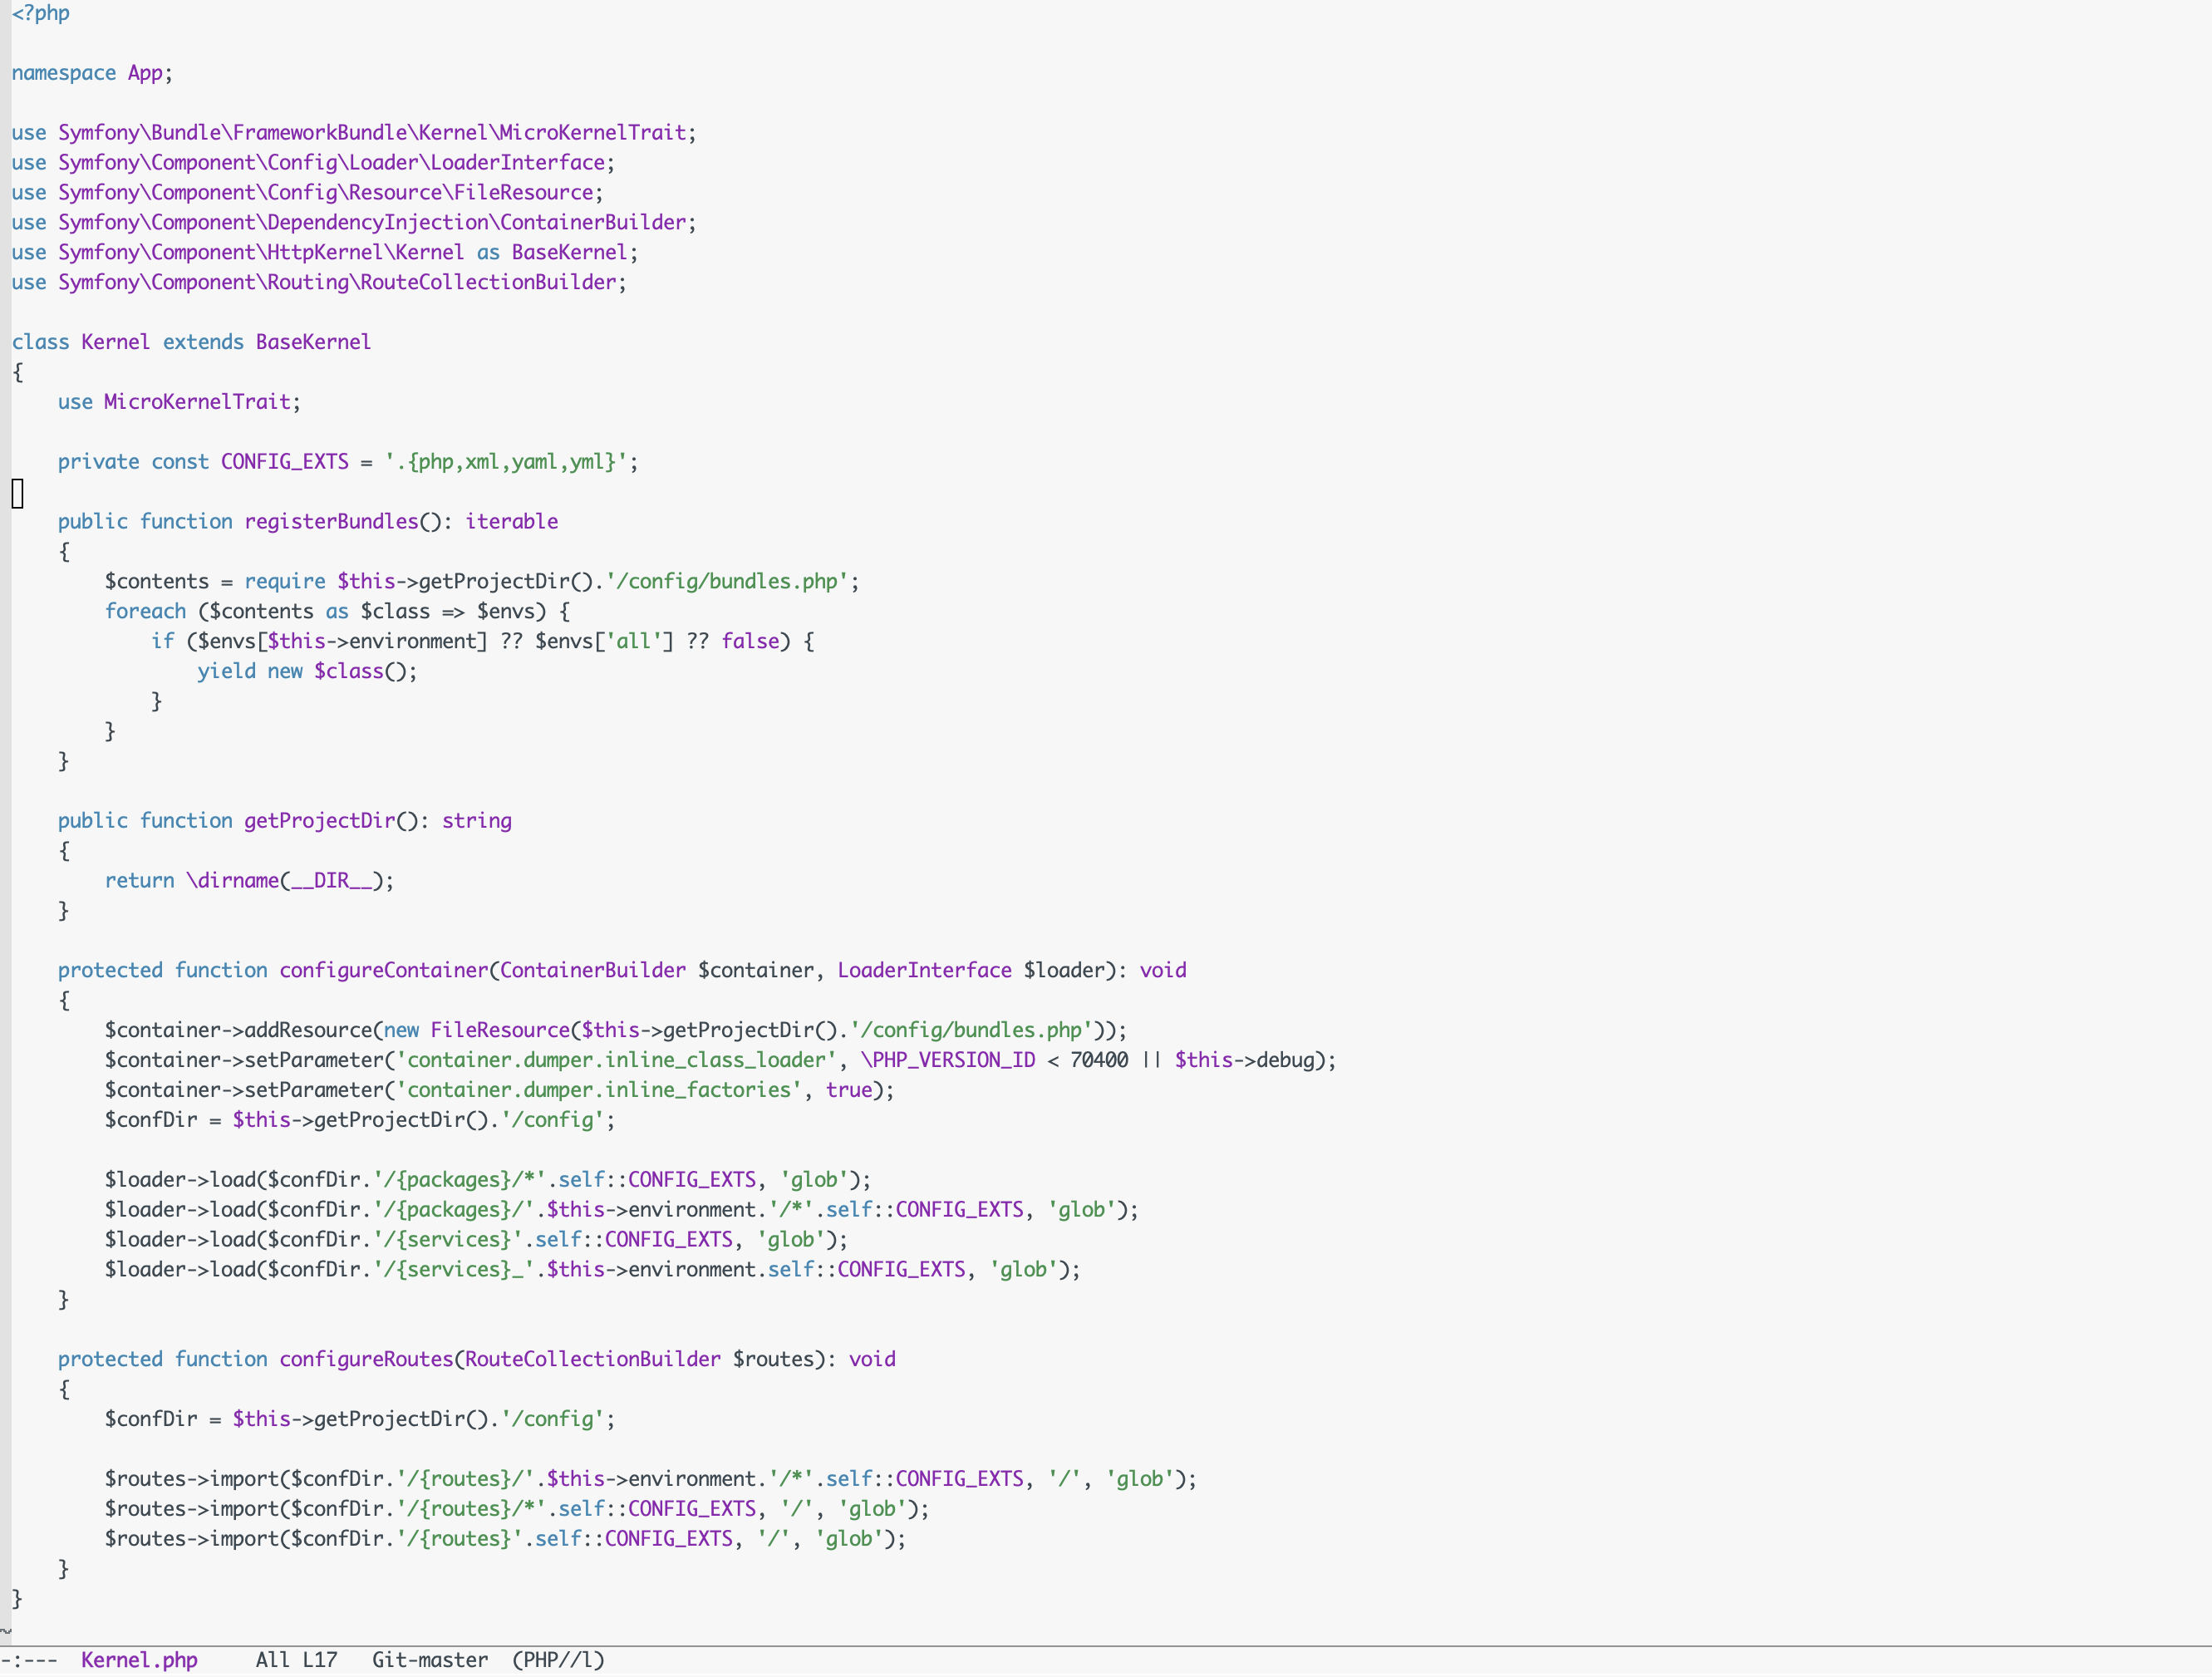 <?php

namespace App;

use Symfony\Bundle\FrameworkBundle\Kernel\MicroKernelTrait;
use Symfony\Component\Config\Loader\LoaderInterface;
use Symfony\Component\Config\Resource\FileResource;
use Symfony\Component\DependencyInjection\ContainerBuilder;
use Symfony\Component\HttpKernel\Kernel as BaseKernel;
use Symfony\Component\Routing\RouteCollectionBuilder;

class Kernel extends BaseKernel
{
    use MicroKernelTrait;

    private const CONFIG_EXTS = '.{php,xml,yaml,yml}';

    public function registerBundles(): iterable
    {
        $contents = require $this->getProjectDir().'/config/bundles.php';
        foreach ($contents as $class => $envs) {
            if ($envs[$this->environment] ?? $envs['all'] ?? false) {
                yield new $class();
            }
        }
    }

    public function getProjectDir(): string
    {
        return \dirname(__DIR__);
    }

    protected function configureContainer(ContainerBuilder $container, LoaderInterface $loader): void
    {
        $container->addResource(new FileResource($this->getProjectDir().'/config/bundles.php'));
        $container->setParameter('container.dumper.inline_class_loader', \PHP_VERSION_ID < 70400 || $this->debug);
        $container->setParameter('container.dumper.inline_factories', true);
        $confDir = $this->getProjectDir().'/config';

        $loader->load($confDir.'/{packages}/*'.self::CONFIG_EXTS, 'glob');
        $loader->load($confDir.'/{packages}/'.$this->environment.'/*'.self::CONFIG_EXTS, 'glob');
        $loader->load($confDir.'/{services}'.self::CONFIG_EXTS, 'glob');
        $loader->load($confDir.'/{services}_'.$this->environment.self::CONFIG_EXTS, 'glob');
    }

    protected function configureRoutes(RouteCollectionBuilder $routes): void
    {
        $confDir = $this->getProjectDir().'/config';

        $routes->import($confDir.'/{routes}/'.$this->environment.'/*'.self::CONFIG_EXTS, '/', 'glob');
        $routes->import($confDir.'/{routes}/*'.self::CONFIG_EXTS, '/', 'glob');
        $routes->import($confDir.'/{routes}'.self::CONFIG_EXTS, '/', 'glob');
    }
}
~
-:---  Kernel.php     All L17   Git-master  (PHP//l)